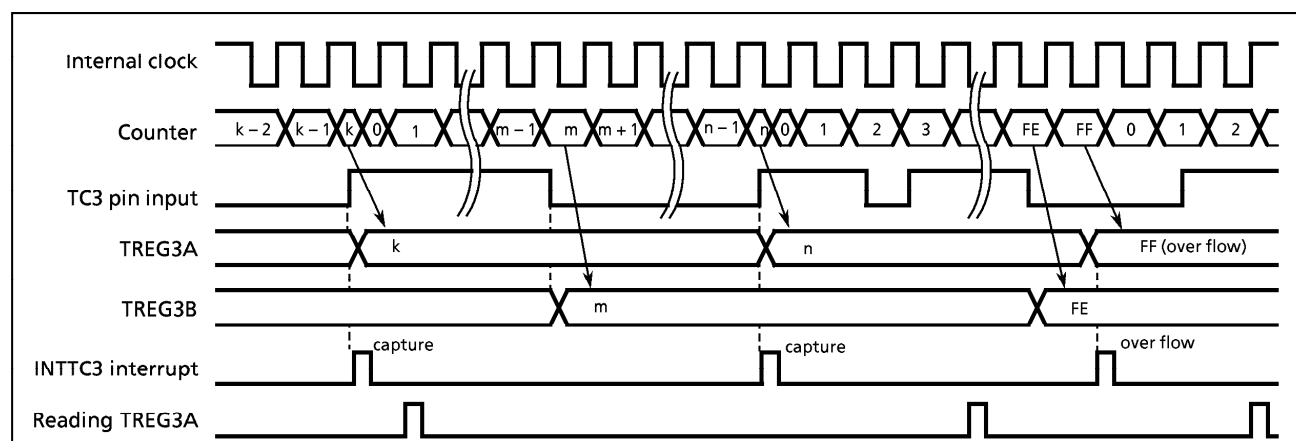 Internal clock
Counter k – 2 k – 1 k 0 1 m – 1 m m + 1 n – 1 n 0 1 2 3 FE FF 0 1 2
TC3 pin input
TREG3A k n FF (over flow)
TREG3B m FE
capture capture over flow
INTTC3 interrupt
Reading TREG3A